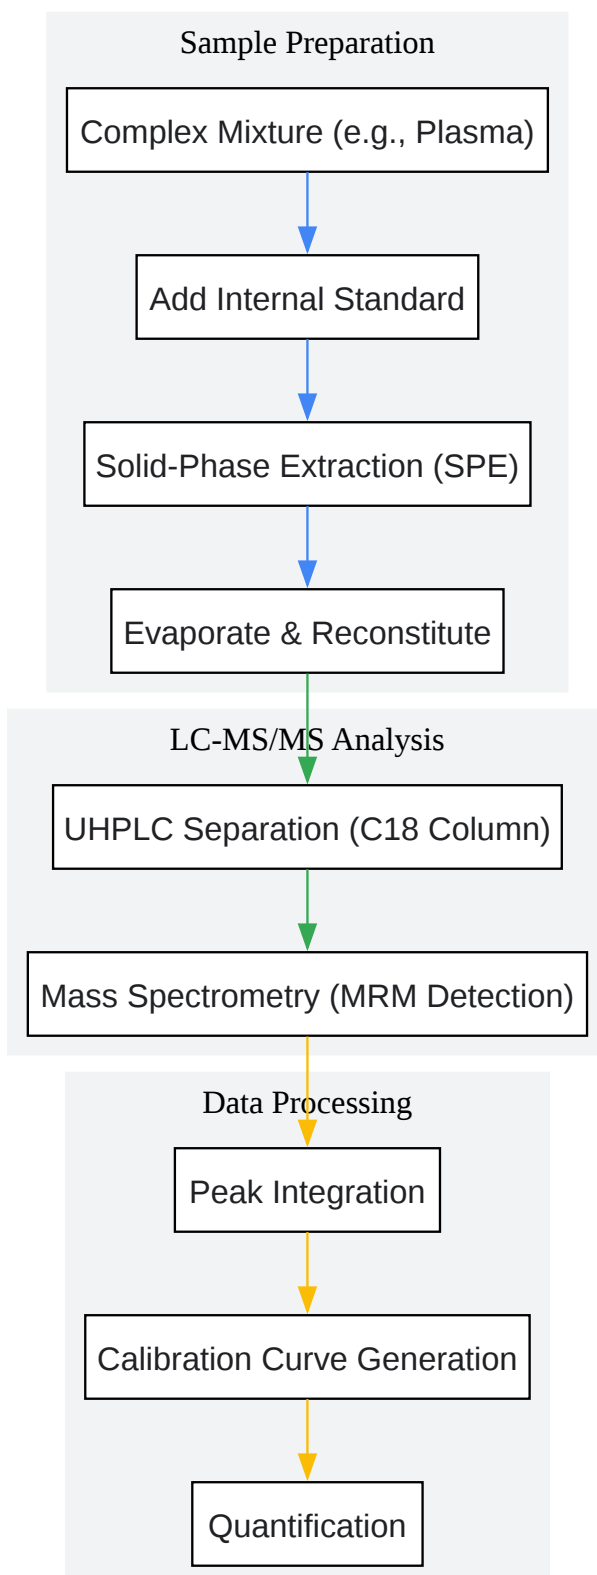 Sample Preparation
Complex Mixture (e.g., Plasma)
Add Internal Standard
Solid-Phase Extraction (SPE)
Evaporate & Reconstitute
LC-MS/MS Analysis
UHPLC Separation (C18 Column)
Mass Spectrometry (MRM Detection)
Data Processing
Peak Integration
Calibration Curve Generation
Quantification